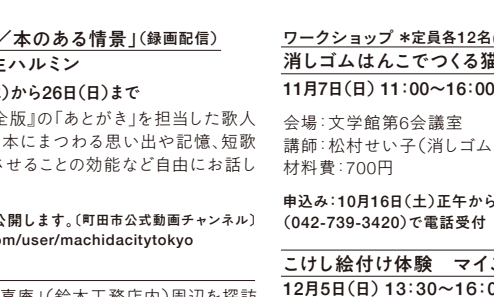 ／本のある情景」（録画配信）
ハルミン
）から26日（日）まで
全版』の「あとがき」を担当した歌人
本にまつわる思い出や記憶、短歌
させることの効能など自由にお話し
公開します。〔町田市公式動画チャンネル〕
om/user/machidacitytokyo
喜庵」（鈴木工務店内）周辺を探訪
ワークショップ ＊定員各12名
消しゴムはんこでつくる猫
11月7日（日）11：00〜16：00
会場：文学館第6会議室
講師：松村せい子（消しゴム
材料費：700円
申込み：10月16日（土）正午から
（042-739-3420）で電話受付
こけし絵付け体験　マイ
12月5日（日）13：30〜16：0